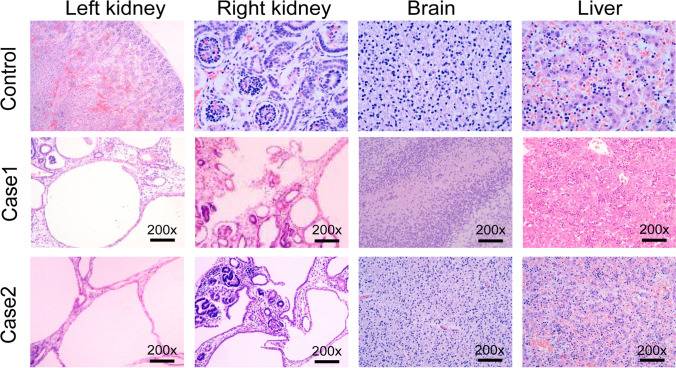 Left kidney Right kidney Brain Liver
Control
Case1
200x 200x 200x 200x
Case2
200x 200x 200x 200x